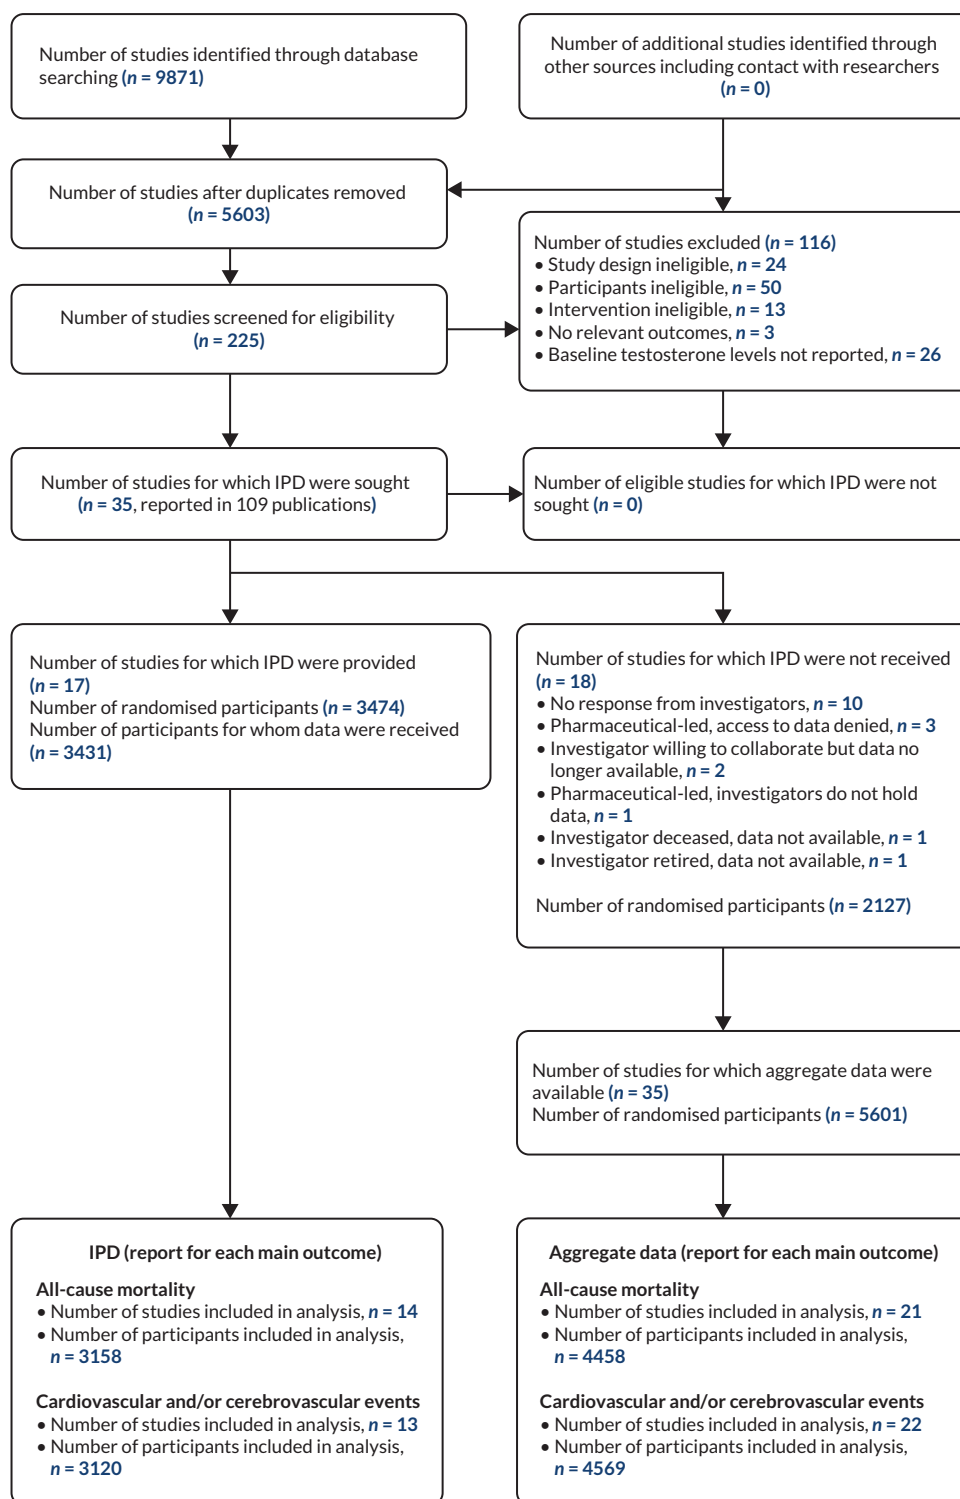 Number of studies identified through database
searching (n = 9871)
Number of additional studies identified through
other sources including contact with researchers
(n = 0)
Number of studies after duplicates removed
(n = 5603)
Number of studies excluded (n = 116)
• Study design ineligible, n = 24
• Participants ineligible, n = 50
• Intervention ineligible, n = 13
• No relevant outcomes, n = 3
• Baseline testosterone levels not reported, n = 26
Number of studies screened for eligibility
(n = 225)
Number of studies for which IPD were sought
(n = 35, reported in 109 publications)
Number of eligible studies for which IPD were not
sought (n = 0)
Number of studies for which IPD were provided
(n = 17)
Number of randomised participants (n = 3474)
Number of participants for whom data were received
(n = 3431)
Number of studies for which IPD were not received
(n = 18)
• No response from investigators, n = 10
• Pharmaceutical-led, access to data denied, n = 3
• Investigator willing to collaborate but data no
longer available, n = 2
• Pharmaceutical-led, investigators do not hold
data, n = 1
• Investigator deceased, data not available, n = 1
• Investigator retired, data not available, n = 1
Number of randomised participants (n = 2127)
Number of studies for which aggregate data were
available (n = 35)
Number of randomised participants (n = 5601)
IPD (report for each main outcome)
All-cause mortality
• Number of studies included in analysis, n = 14
• Number of participants included in analysis,
n = 3158
Cardiovascular and/or cerebrovascular events
• Number of studies included in analysis, n = 13
• Number of participants included in analysis,
n = 3120
Aggregate data (report for each main outcome)
All-cause mortality
• Number of studies included in analysis, n = 21
• Number of participants included in analysis,
n = 4458
Cardiovascular and/or cerebrovascular events
• Number of studies included in analysis, n = 22
• Number of participants included in analysis,
n = 4569